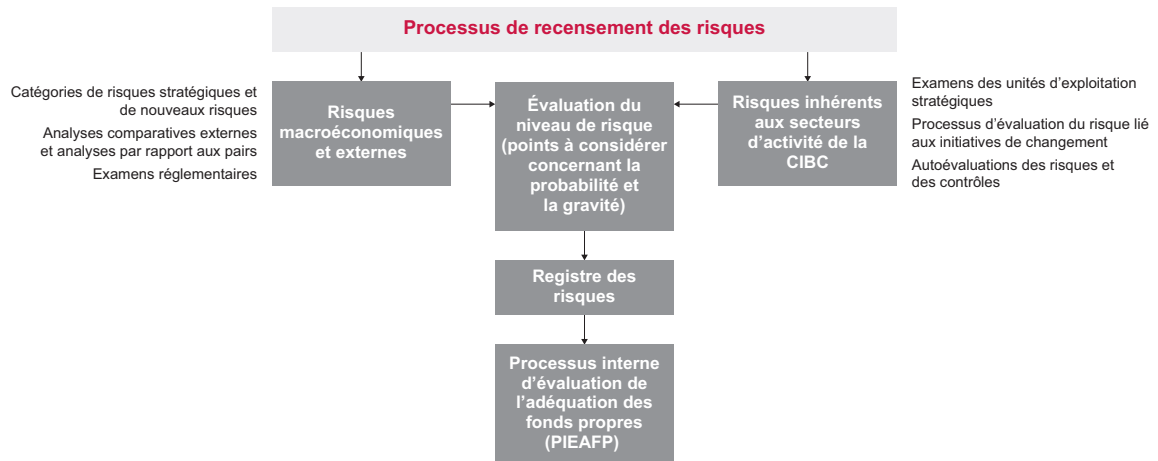 Processus de recensement des risques
Catégories de risques stratégiques et
de nouveaux risques
Analyses comparatives externes
et analyses par rapport aux pairs
Examens réglementaires
Risques
macroéconomiques
et externes
Évaluation du
niveau de risque
(points à considérer
concernant la
probabilité et
la gravité)
Risques inhérents
aux secteurs
d’activité de la
CIBC
Examens des unités d’exploitation
stratégiques
Processus d’évaluation du risque lié
aux initiatives de changement
Autoévaluations des risques et
des contrôles
Registre des
risques
Processus interne
d’évaluation de
l’adéquation des
fonds propres
(PIEAFP)